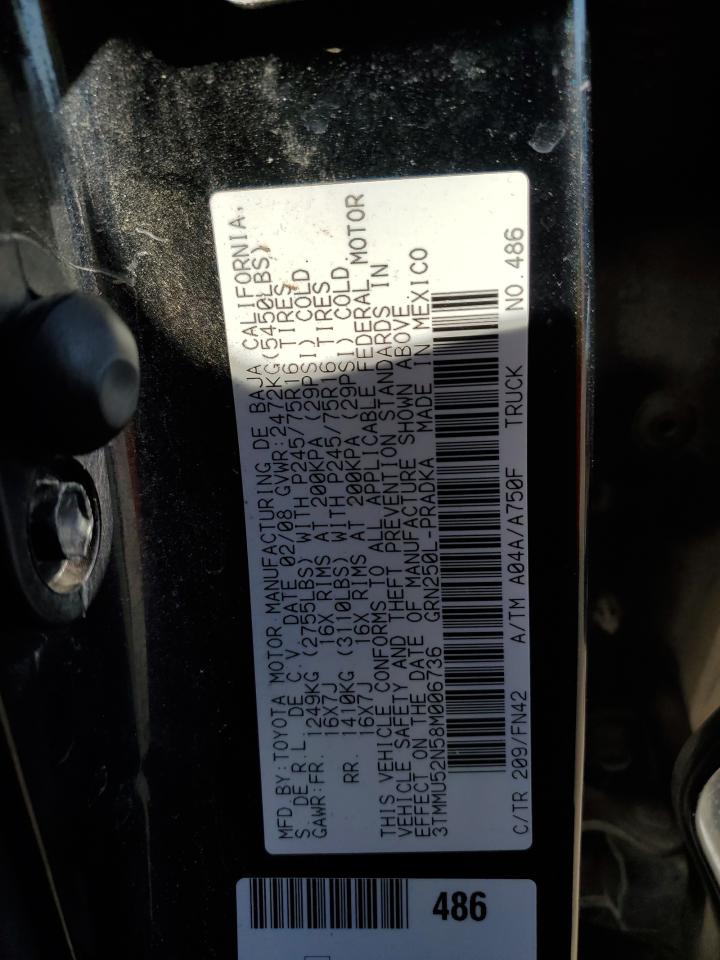 MFD.BY:TOYOTA MOTOR MANUFACTURING DE BAJA CALIFORNIA,
S. DE R.L. DE C.V. DATE 02/08 GVWR:2472KG(5450LBS)
GAWR:FR. 1249KG (2755LBS) WITH P245/75R16 TIRES
16X7J 16X RIMS AT 200KPA (29PSI) COLD
RR. 1410KG (3110LBS) WITH P245/75R16 TIRES
16X7J 16X RIMS AT 200KPA (29PSI) COLD
THIS VEHICLE CONFORMS TO ALL APPLICABLE FEDERAL MOTOR
VEHICLE SAFETY AND THEFT PREVENTION STANDARDS IN
EFFECT ON THE DATE OF MANUFACTURE SHOWN ABOVE.
3TMMU52N58M006736 GRN250L-PRADKA MADE IN MEXICO
C/TR 209/FN42 A/TM A04A/A750F TRUCK NO.486
486